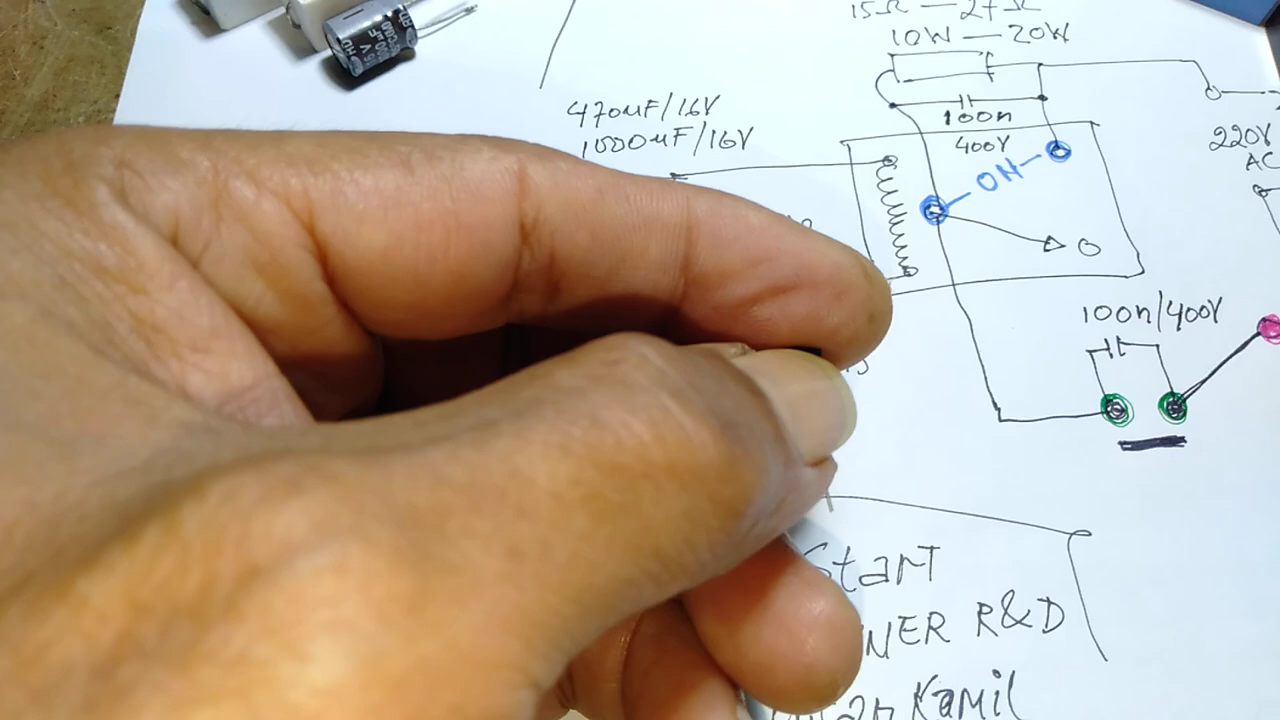 15Ω — 27Ω
10W — 20W
470uF/16V
1000uF/16V
100n
400V
220V
AC
ON
100n/400V
Start
NER R&D
Kamil